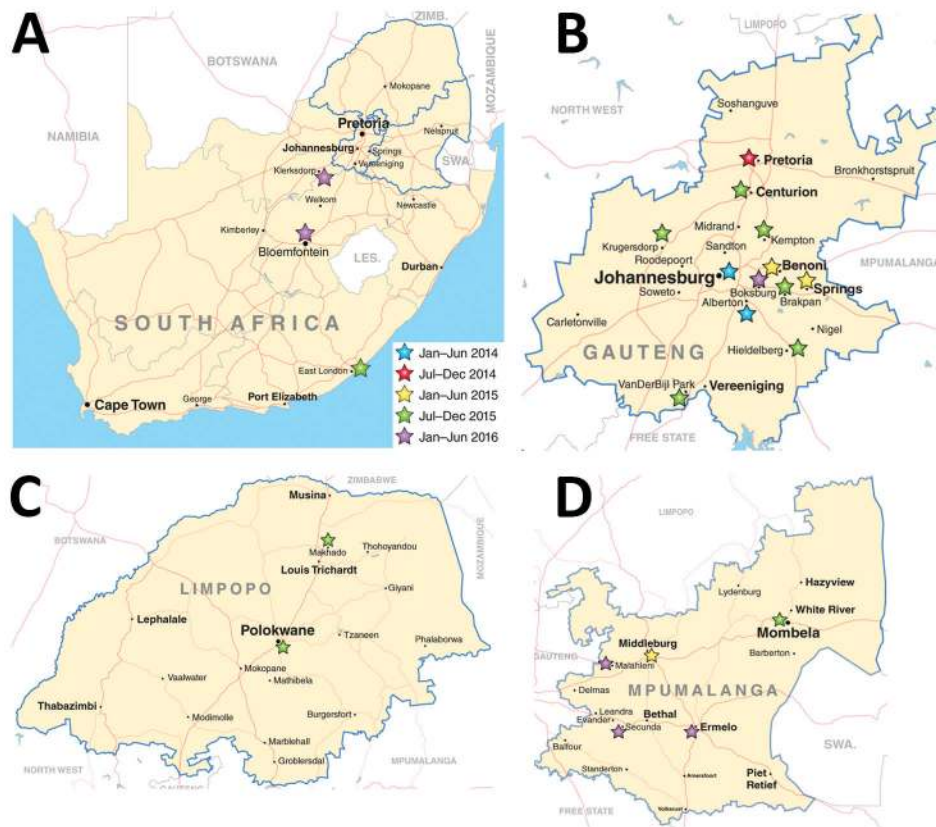 A
ZIMB.
BOTSWANA
MOZAMBIQUE
NAMIBIA
Mokopane
Pretoria
Nelspruit
Johannesburg
Springs
Vereeniging
SWA.
Klerksdorp
Welkom
Newcastle
Kimberley
Bloemfontein
LES.
Durban
SOUTH AFRICA
East London
Cape Town
George
Port Elizabeth
Jan–Jun 2014
Jul–Dec 2014
Jan–Jun 2015
Jul–Dec 2015
Jan–Jun 2016
B
LIMPOPO
NORTH WEST
Soshanguve
Pretoria
Bronkhorstspruit
Centurion
Midrand
Kempton
Krugersdorp
Sandton
Roodepoort
MPUMALANGA
Benoni
Johannesburg
Boksburg
Springs
Soweto
Brakpan
Alberton
Carletonville
Nigel
GAUTENG
Hieldelberg
VanDerBijl Park
Vereeniging
FREE STATE
C
ZIMBABWE
BOTSWANA
MOZAMBIQUE
Musina
Makhado
Thohoyandou
Louis Trichardt
LIMPOPO
Giyani
Lephalale
Polokwane
Tzaneen
Phalaborwa
Mokopane
Vaalwater
Mathibela
Thabazimbi
Modimolle
Burgersfort
Marblehall
Groblersdal
NORTH WEST
GAUTENG
MPUMALANGA
D
LIMPOPO
Hazyview
Lydenburg
White River
Mombela
Middleburg
Barberton
GAUTENG
Malahleni
Delmas
MPUMALANGA
Leandra
Bethal
Evander
Secunda
Ermelo
Balfour
SWA.
Standerton
Amersfoort
Piet
Retief
FREE STATE
Volksrust